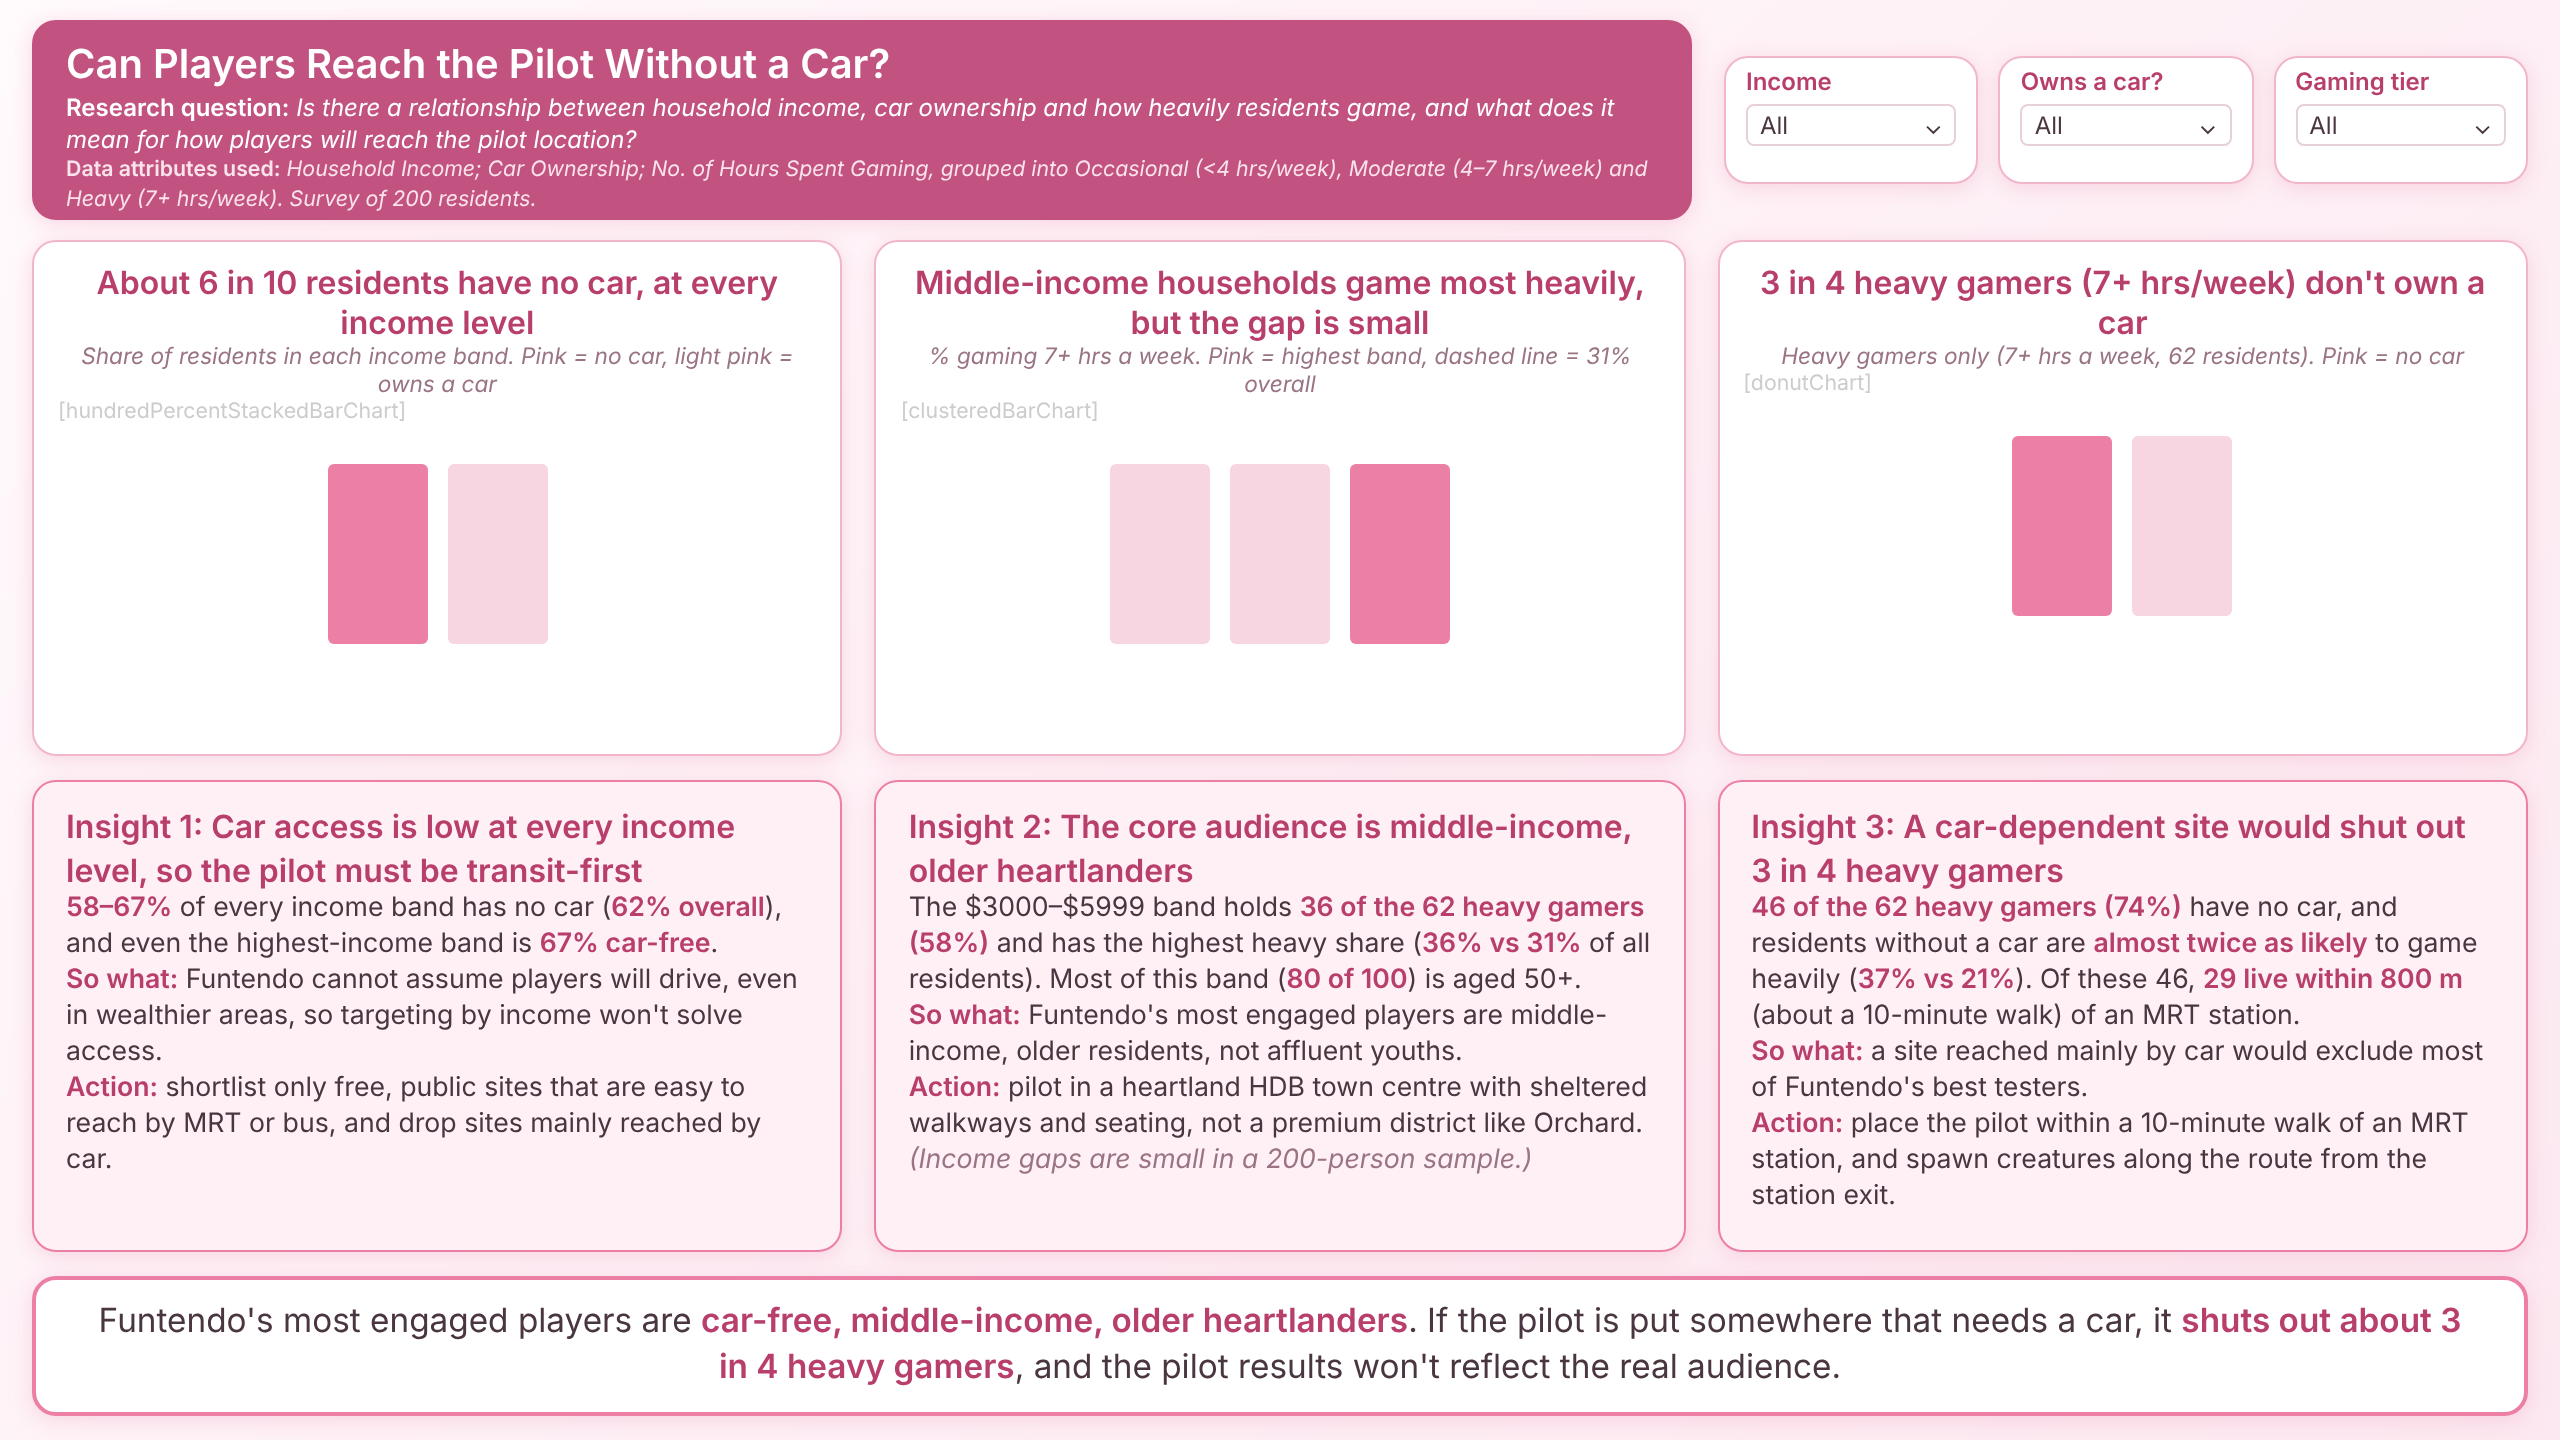 Can Players Reach the Pilot Without a Car?
Research question: Is there a relationship between household income, car ownership and how heavily residents game, and what does it
mean for how players will reach the pilot location?
Data attributes used: Household Income; Car Ownership; No. of Hours Spent Gaming, grouped into Occasional (<4 hrs/week), Moderate (4–7 hrs/week) and
Heavy (7+ hrs/week). Survey of 200 residents.
Income
All
Owns a car?
All
Gaming tier
All
About 6 in 10 residents have no car, at every
income level
Share of residents in each income band. Pink = no car, light pink =
owns a car
[hundredPercentStackedBarChart]
Middle-income households game most heavily,
but the gap is small
% gaming 7+ hrs a week. Pink = highest band, dashed line = 31%
overall
[clusteredBarChart]
3 in 4 heavy gamers (7+ hrs/week) don't own a
car
Heavy gamers only (7+ hrs a week, 62 residents). Pink = no car
[donutChart]
Insight 1: Car access is low at every income
level, so the pilot must be transit-first
58–67% of every income band has no car (62% overall),
and even the highest-income band is 67% car-free.
So what: Funtendo cannot assume players will drive, even
in wealthier areas, so targeting by income won't solve
access.
Action: shortlist only free, public sites that are easy to
reach by MRT or bus, and drop sites mainly reached by
car.
Insight 2: The core audience is middle-income,
older heartlanders
The $3000–$5999 band holds 36 of the 62 heavy gamers
(58%) and has the highest heavy share (36% vs 31% of all
residents). Most of this band (80 of 100) is aged 50+.
So what: Funtendo's most engaged players are middle-
income, older residents, not affluent youths.
Action: pilot in a heartland HDB town centre with sheltered
walkways and seating, not a premium district like Orchard.
(Income gaps are small in a 200-person sample.)
Insight 3: A car-dependent site would shut out
3 in 4 heavy gamers
46 of the 62 heavy gamers (74%) have no car, and
residents without a car are almost twice as likely to game
heavily (37% vs 21%). Of these 46, 29 live within 800 m
(about a 10-minute walk) of an MRT station.
So what: a site reached mainly by car would exclude most
of Funtendo's best testers.
Action: place the pilot within a 10-minute walk of an MRT
station, and spawn creatures along the route from the
station exit.
Funtendo's most engaged players are car-free, middle-income, older heartlanders. If the pilot is put somewhere that needs a car, it shuts out about 3
in 4 heavy gamers, and the pilot results won't reflect the real audience.